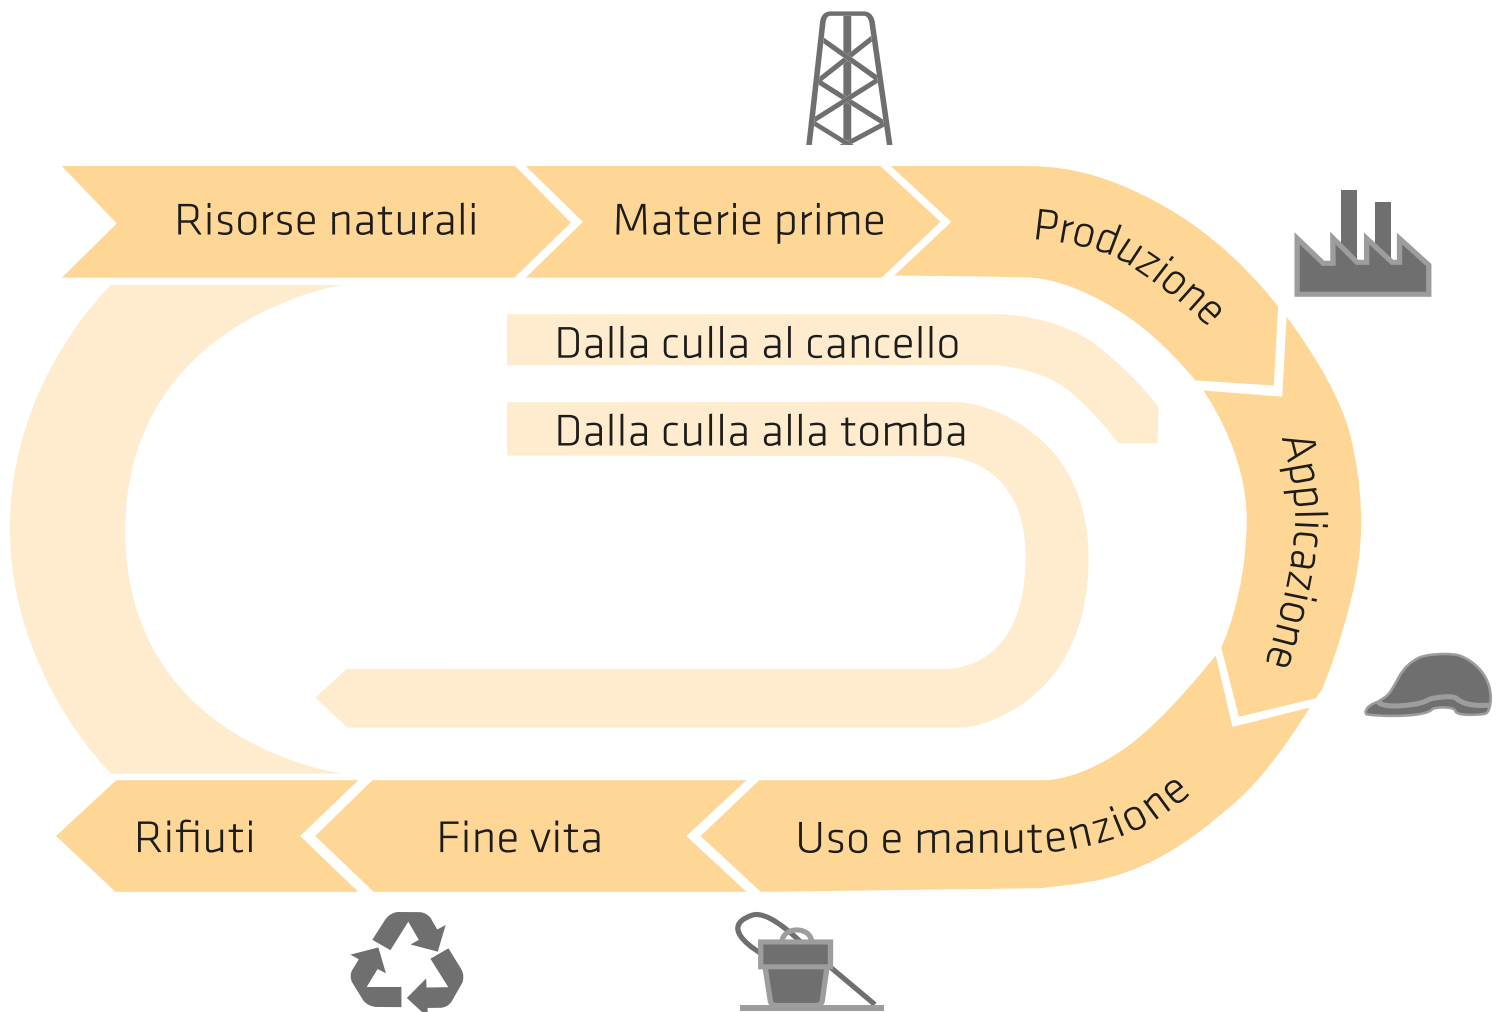 Risorse naturali
Materie prime
Produzione
Dalla culla al cancello
Dalla culla alla tomba
Applicazione
Uso e manutenzione
Fine vita
Rifiuti